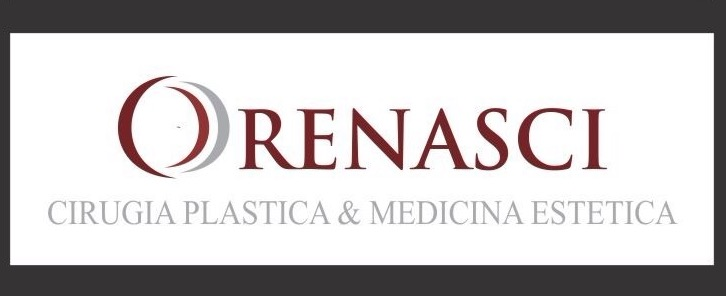 RENASCI
CIRUGIA PLASTICA & MEDICINA ESTETICA